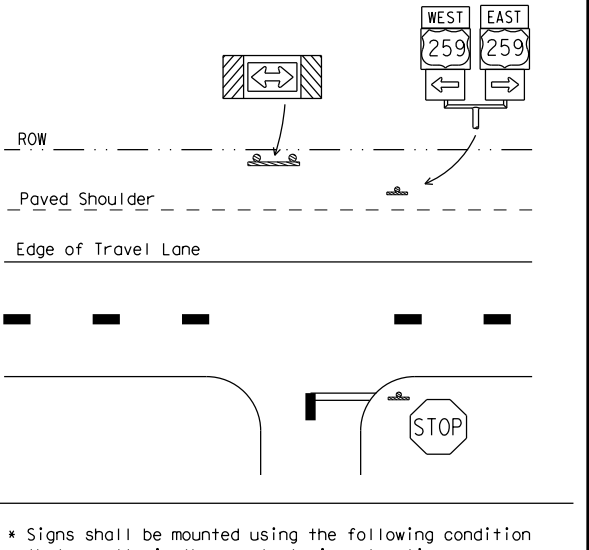 WEST EAST
259 259
ROW
Paved Shoulder
Edge of Travel Lane
STOP
* Signs shall be mounted using the following condition